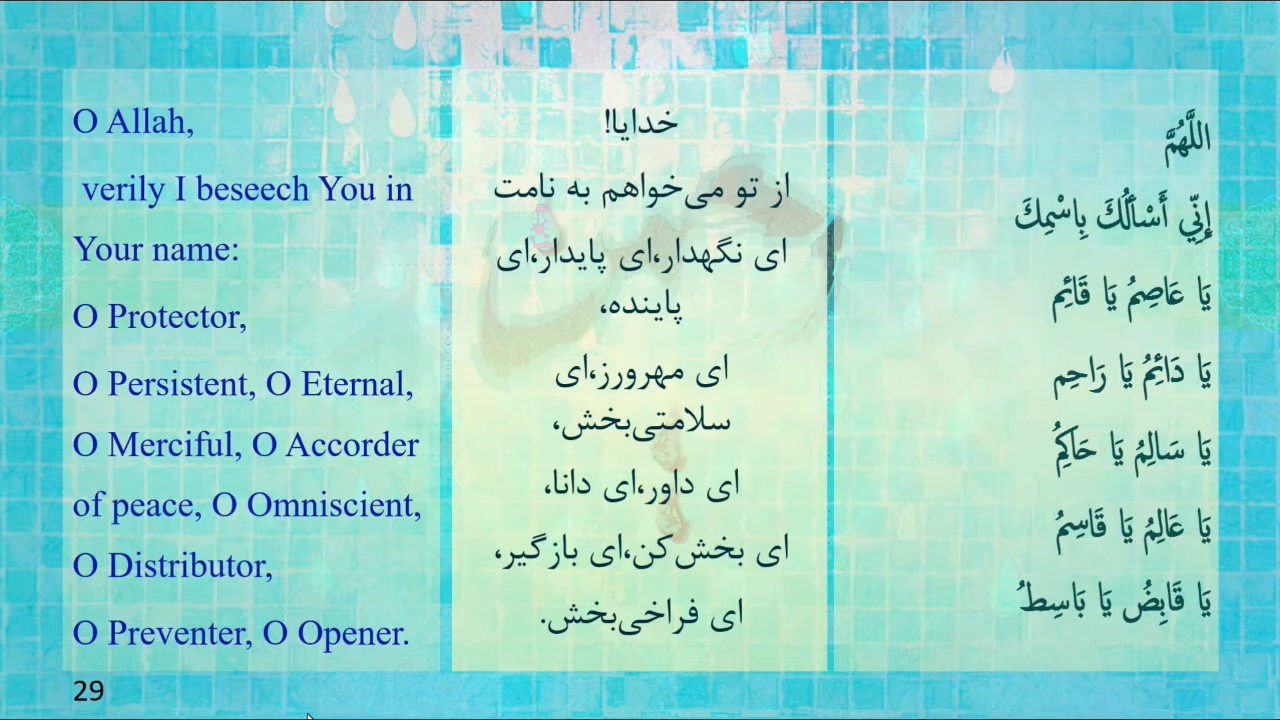 O Allah,
verily I beseech You in
Your name:
O Protector,
O Persistent, O Eternal,
O Merciful, O Accorder
of peace, O Omniscient,
O Distributor,
O Preventer, O Opener.
خدایا!
از تو می‌خواهم به نامت
ای نگهدار،ای پایدار،ای
پاینده،
ای مهرورز،ای
سلامتی‌بخش،
ای داور،ای دانا،
ای بخش‌کن،ای بازگیر،
ای فراخی‌بخش.
اللَّهُمَّ
إِنِّي أَسْأَلُكَ بِاسْمِكَ
يَا عَاصِمُ يَا قَائِم
يَا دَائِمُ يَا رَاحِم
يَا سَالِمُ يَا حَاكِمُ
يَا عَالِمُ يَا قَاسِمُ
يَا قَابِضُ يَا بَاسِطُ
29